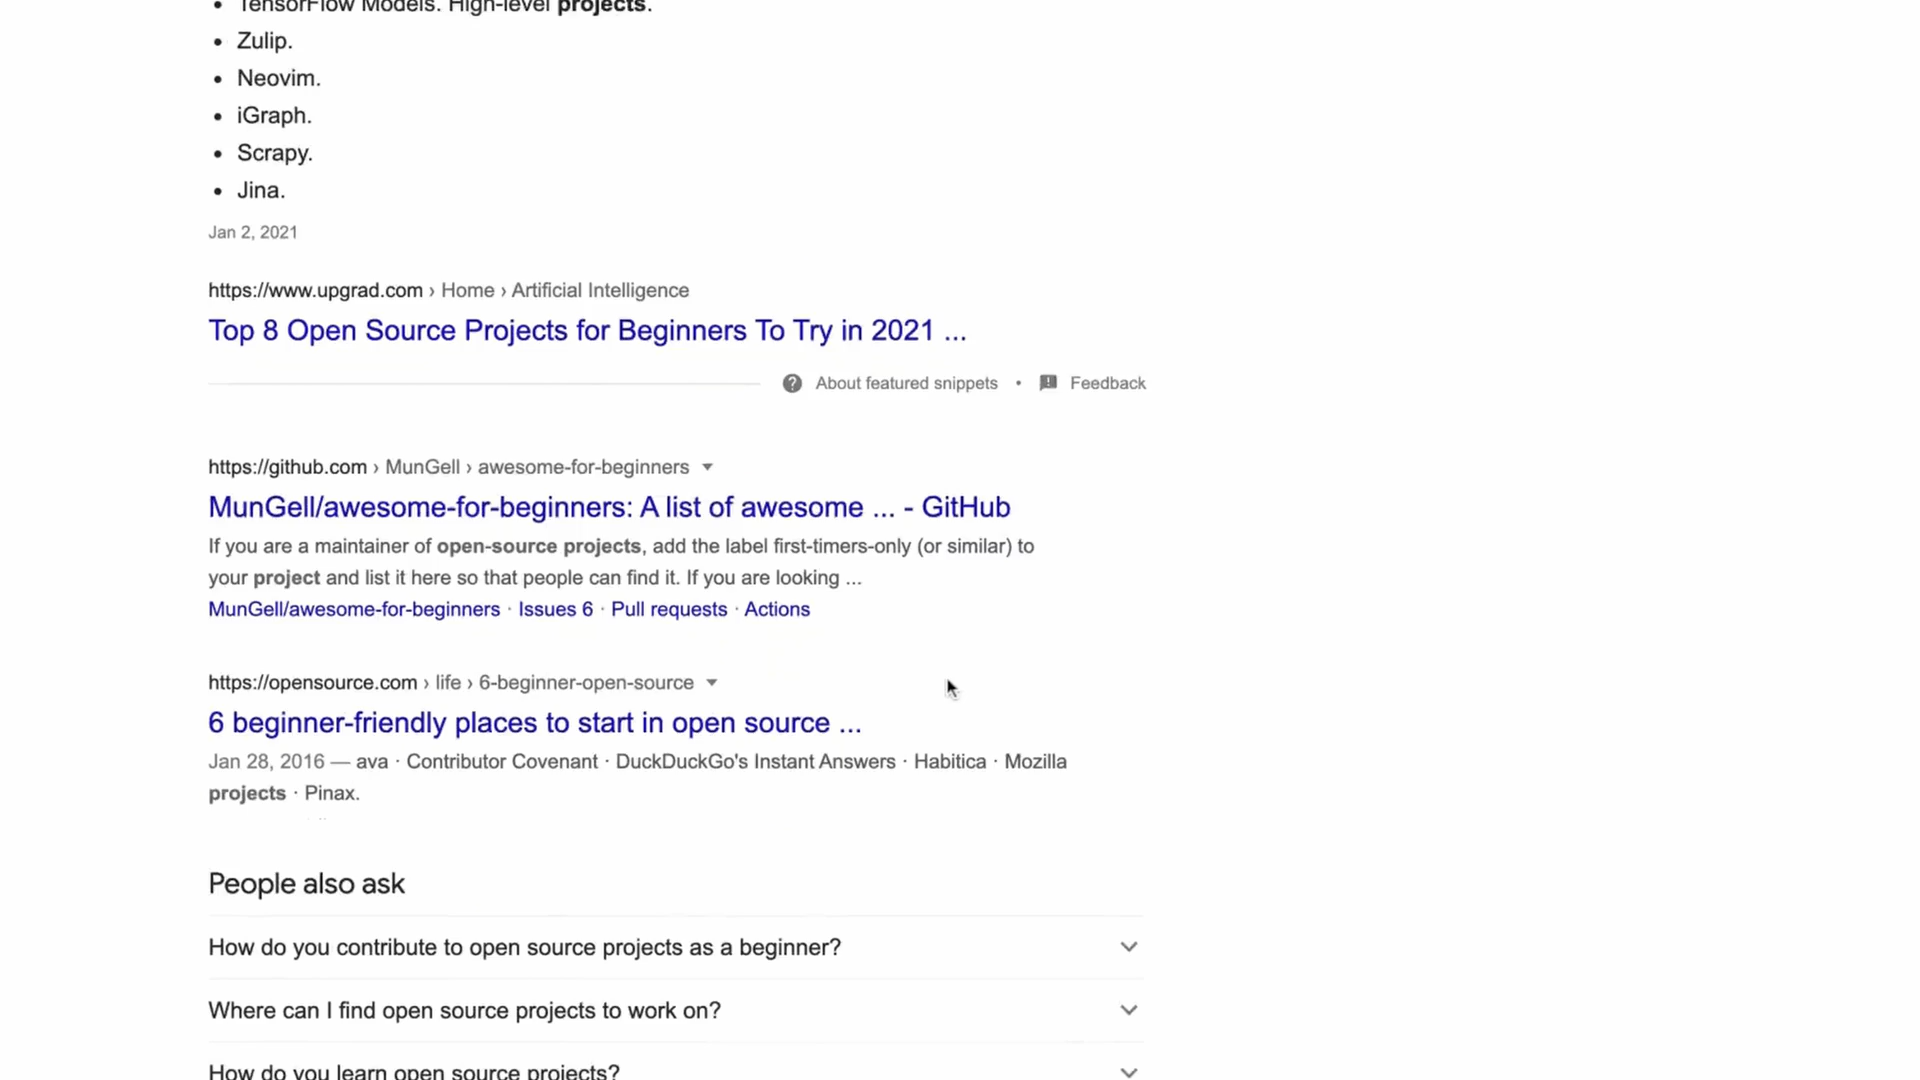 • TensorFlow Models. High-level projects.
• Zulip.
• Neovim.
• iGraph.
• Scrapy.
• Jina.
Jan 2, 2021
https://www.upgrad.com › Home › Artificial Intelligence
Top 8 Open Source Projects for Beginners To Try in 2021 ...
About featured snippets • Feedback
https://github.com › MunGell › awesome-for-beginners
MunGell/awesome-for-beginners: A list of awesome ... - GitHub
If you are a maintainer of open-source projects, add the label first-timers-only (or similar) to
your project and list it here so that people can find it. If you are looking ...
MunGell/awesome-for-beginners · Issues 6 · Pull requests · Actions
https://opensource.com › life › 6-beginner-open-source
6 beginner-friendly places to start in open source ...
Jan 28, 2016 — ava · Contributor Covenant · DuckDuckGo's Instant Answers · Habitica · Mozilla
projects · Pinax.
People also ask
How do you contribute to open source projects as a beginner?
Where can I find open source projects to work on?
How do you learn open source projects?